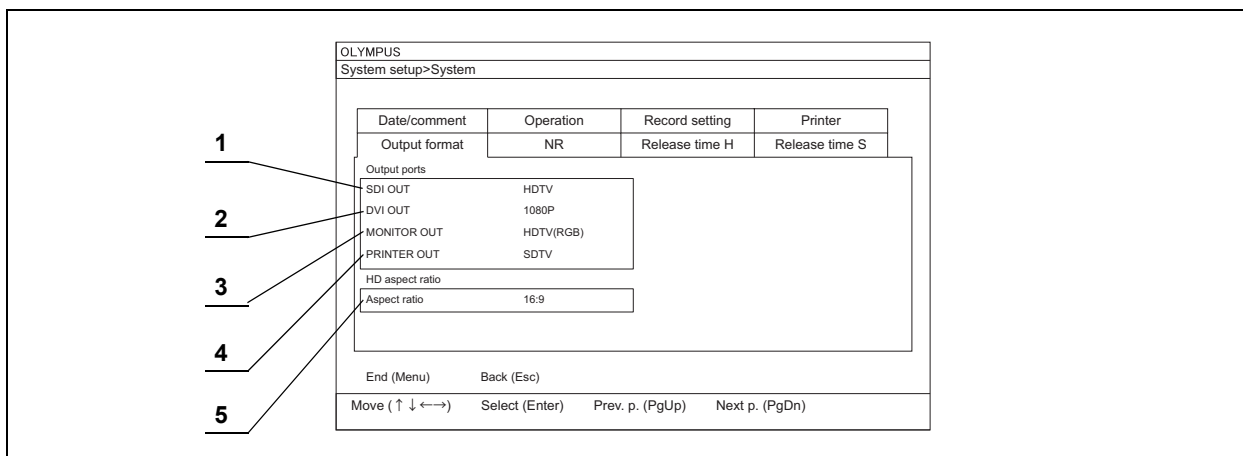 OLYMPUS
System setup>System
Date/comment Operation Record setting Printer
Output format NR Release time H Release time S
Output ports
SDI OUT HDTV
DVI OUT 1080P
MONITOR OUT HDTV(RGB)
PRINTER OUT SDTV
HD aspect ratio
Aspect ratio 16:9
End (Menu) Back (Esc)
Move (↑↓←→) Select (Enter) Prev. p. (PgUp) Next p. (PgDn)
1
2
3
4
5